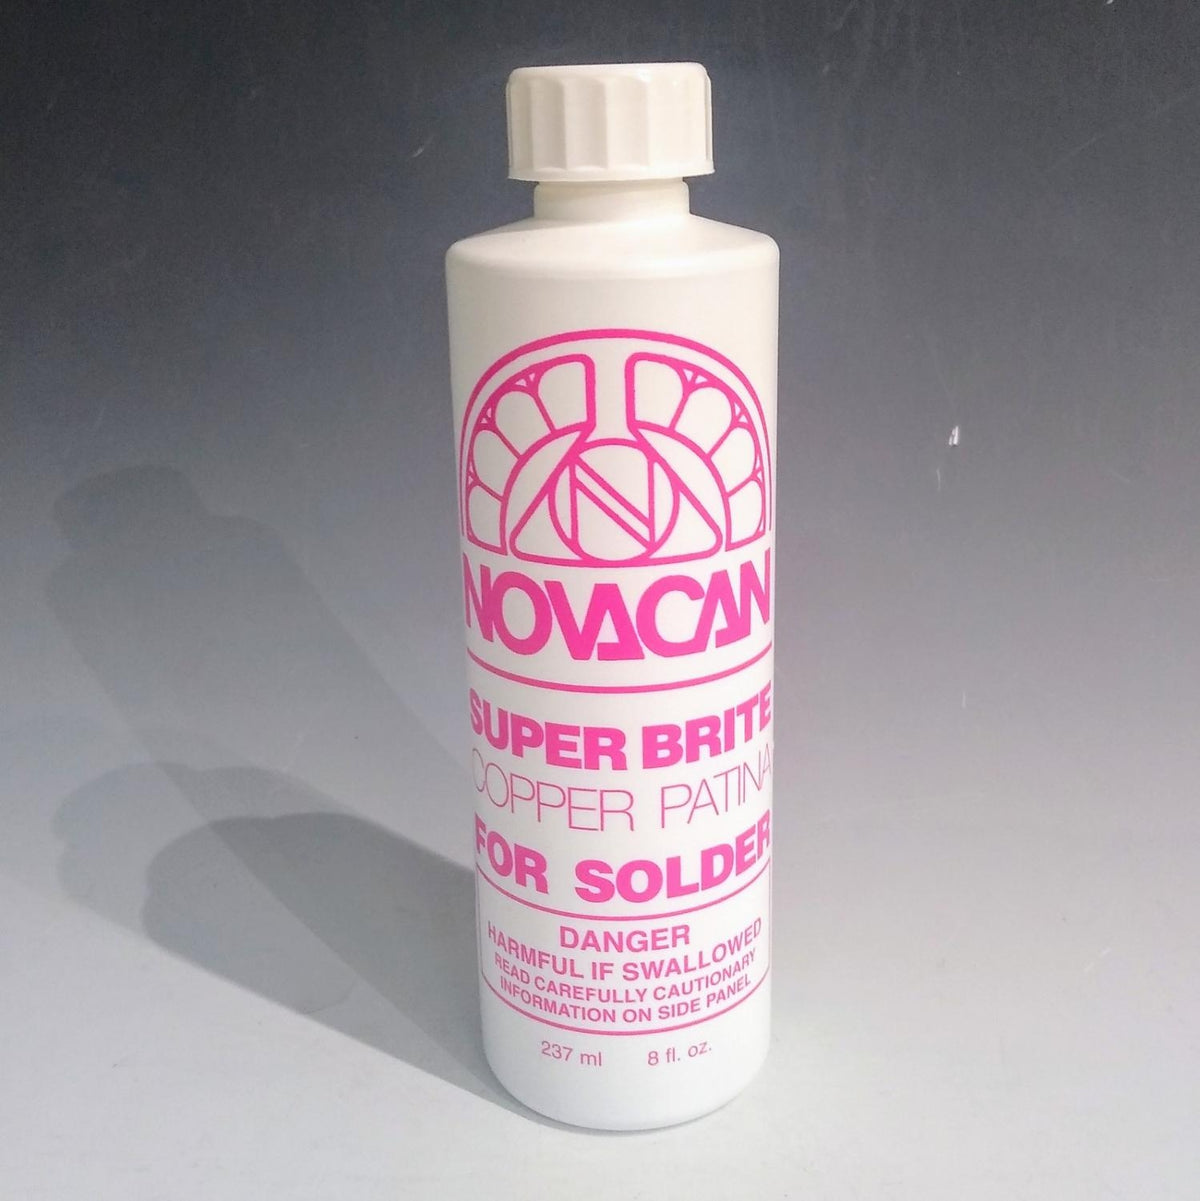 N
NOVACAN
SUPER BRITE
COPPER PATINA
FOR SOLDER
DANGER
HARMFUL IF SWALLOWED
READ CAREFULLY CAUTIONARY
INFORMATION ON SIDE PANEL
237 ml 8 fl. oz.